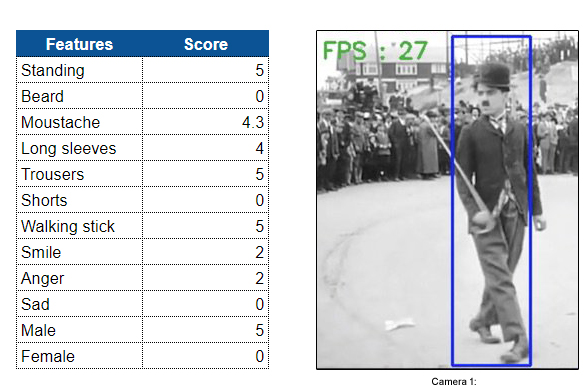 Features Score
Standing 5
Beard 0
Moustache 4.3
Long sleeves 4
Trousers 5
Shorts 0
Walking stick 5
Smile 2
Anger 2
Sad 0
Male 5
Female 0
FPS : 27
Camera 1: